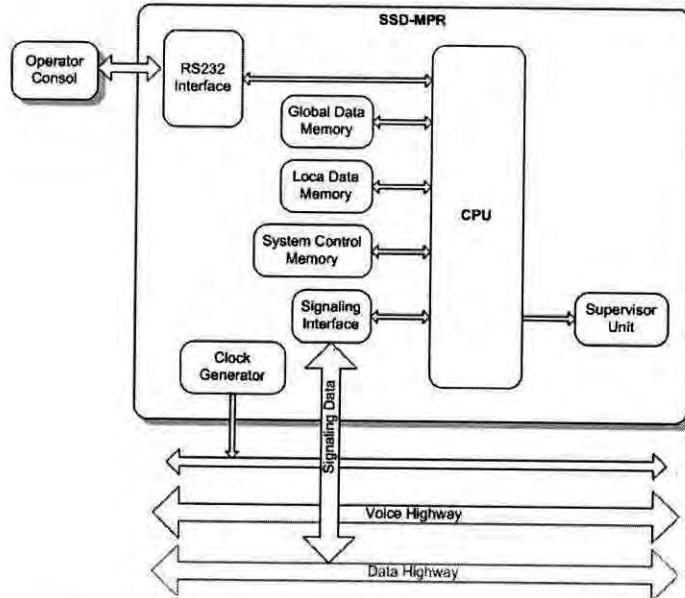 SSD-MPR
Operator
Consol
RS232
Interface
Global Data
Memory
Loca Data
Memory
CPU
System Control
Memory
Signaling
Interface
Supervisor
Unit
Clock
Generator
Signaling Data
Voice Highway
Data Highway